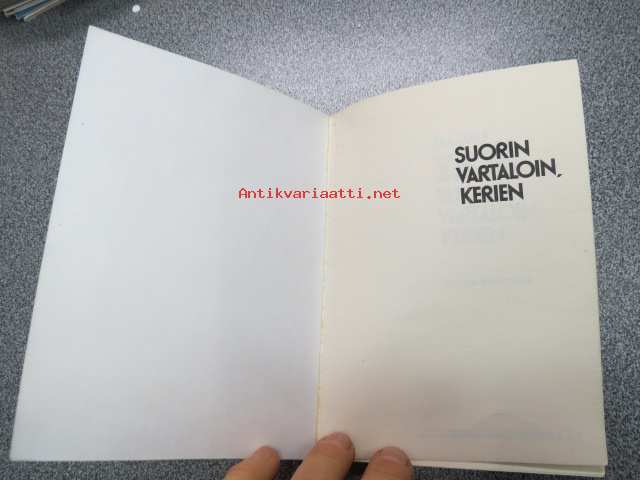 SUORIN
VARTALOIN,
KERIEN
Antikvariaatti.net